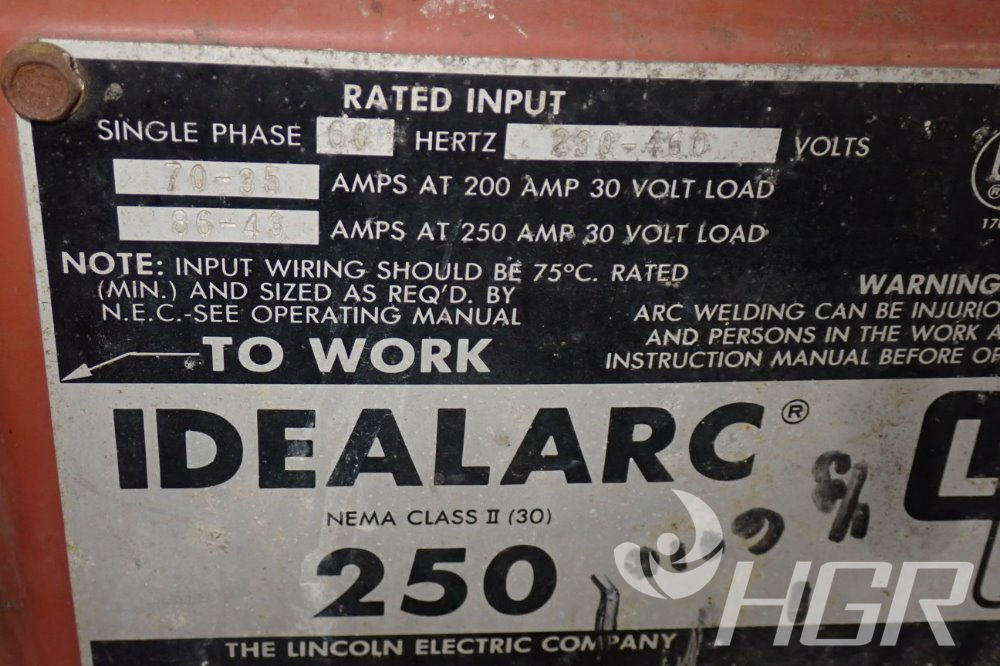 RATED INPUT
SINGLE PHASE 60 HERTZ 230-460 VOLTS
70-35 AMPS AT 200 AMP 30 VOLT LOAD
86-43 AMPS AT 250 AMP 30 VOLT LOAD
NOTE: INPUT WIRING SHOULD BE 75°C. RATED
(MIN.) AND SIZED AS REQ'D. BY
N.E.C.-SEE OPERATING MANUAL
WARNING
ARC WELDING CAN BE INJURIO
AND PERSONS IN THE WORK A
INSTRUCTION MANUAL BEFORE OP
TO WORK
IDEALARC®
NEMA CLASS II (30)
250
THE LINCOLN ELECTRIC COMPANY
HGR